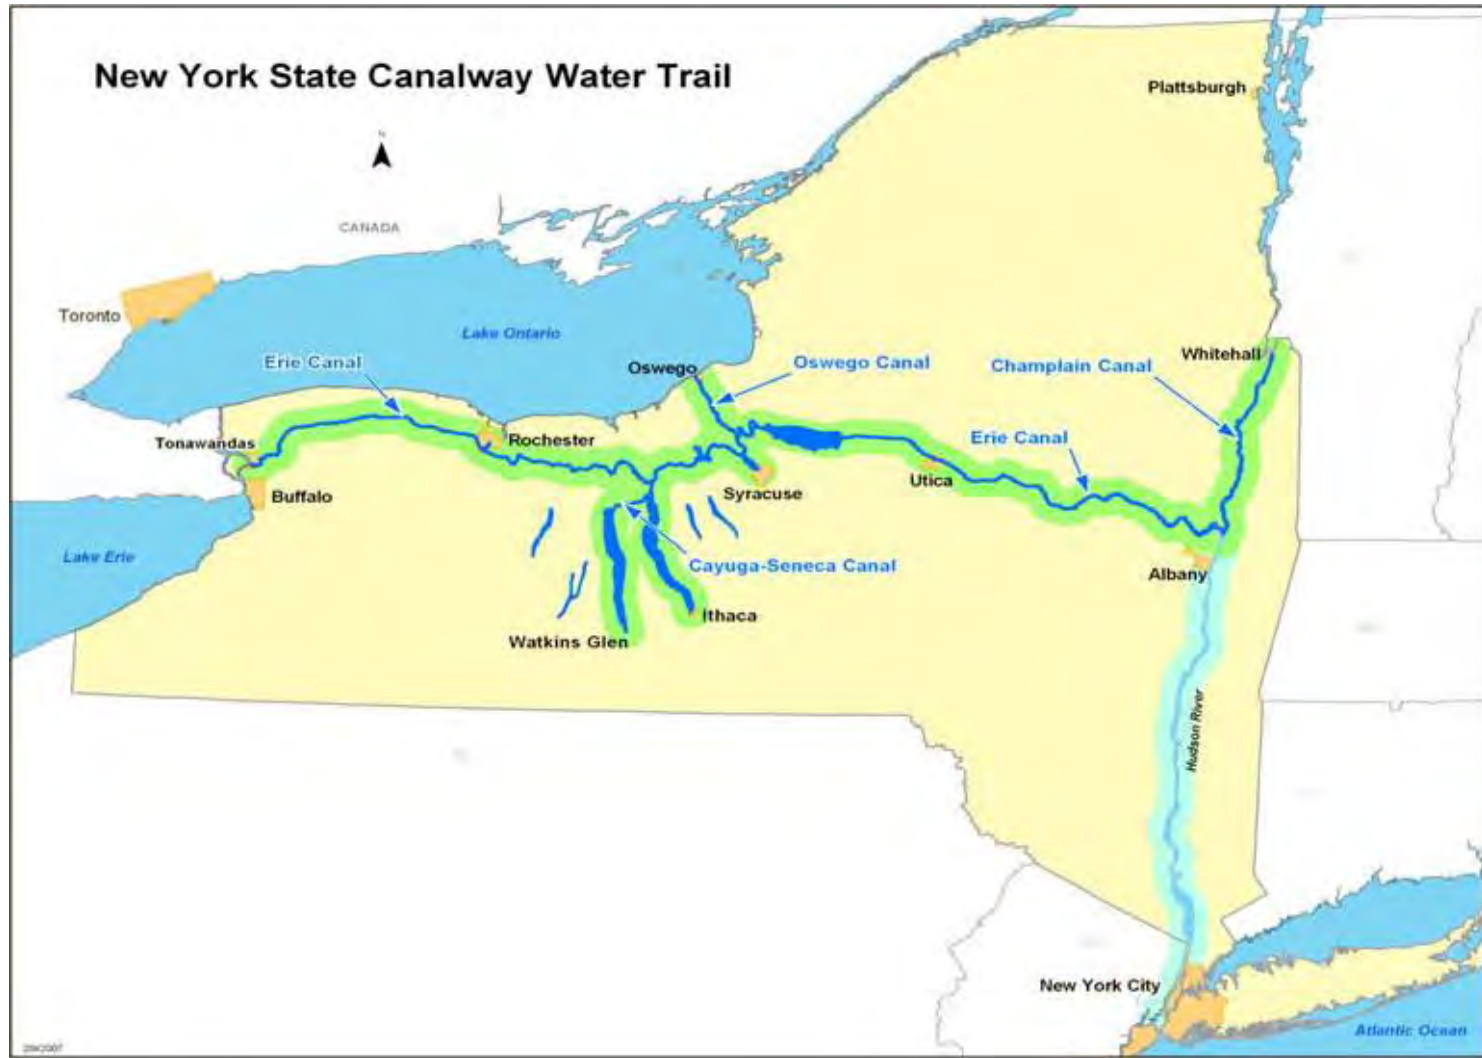 New York State Canalway Water Trail
Plattsburgh
N
CANADA
Toronto
Lake Ontario
Erie Canal
Oswego
Oswego Canal
Champlain Canal
Whitehall
Tonawandas
Rochester
Erie Canal
Buffalo
Syracuse
Utica
Lake Erie
Cayuga-Seneca Canal
Albany
Ithaca
Watkins Glen
Hudson River
New York City
Atlantic Ocean